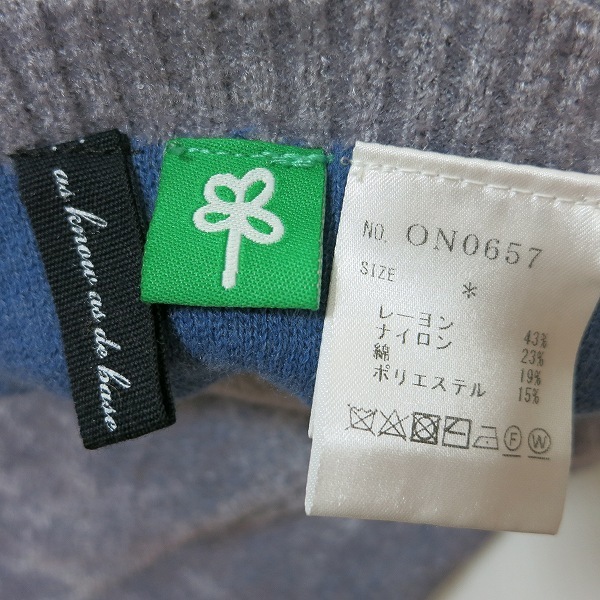 as know as de base
NO. ON0657
SIZE *
レーヨン 43%
ナイロン 23%
綿 19%
ポリエステル 15%
F W